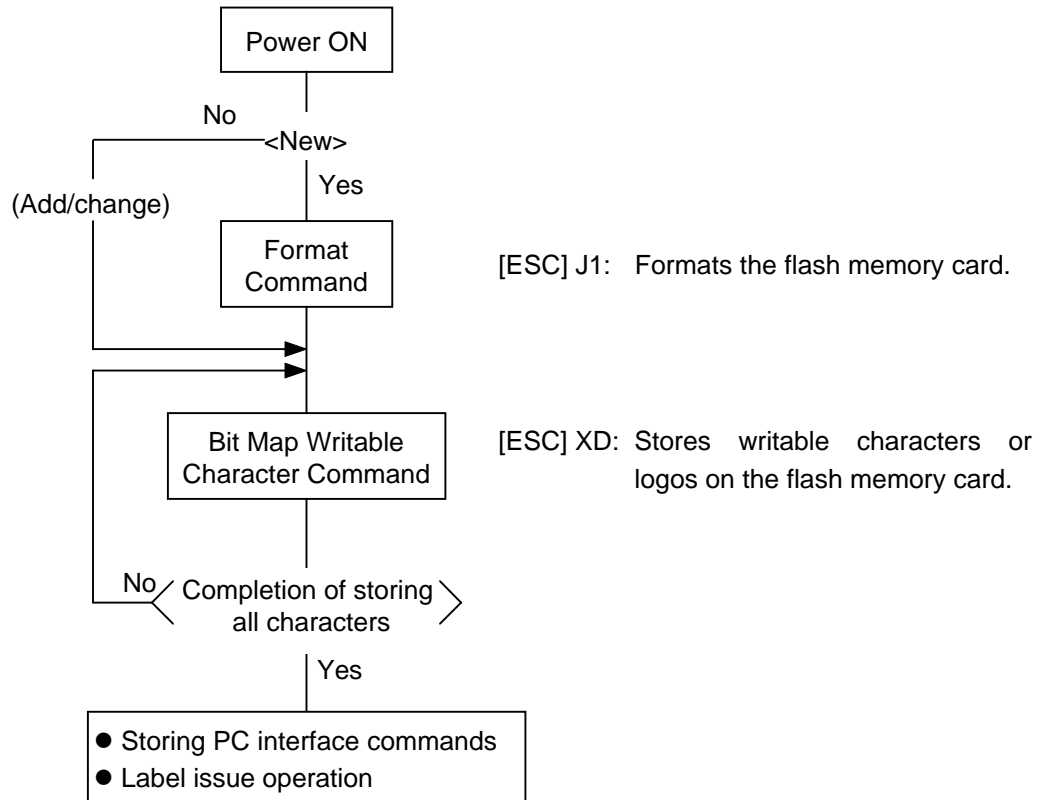 Power ON
No
<New>
Yes
(Add/change)
Format
Command
[ESC] J1: Formats the flash memory card.
Bit Map Writable
Character Command
[ESC] XD: Stores writable characters or
logos on the flash memory card.
No
Completion of storing
all characters
Yes
● Storing PC interface commands
● Label issue operation